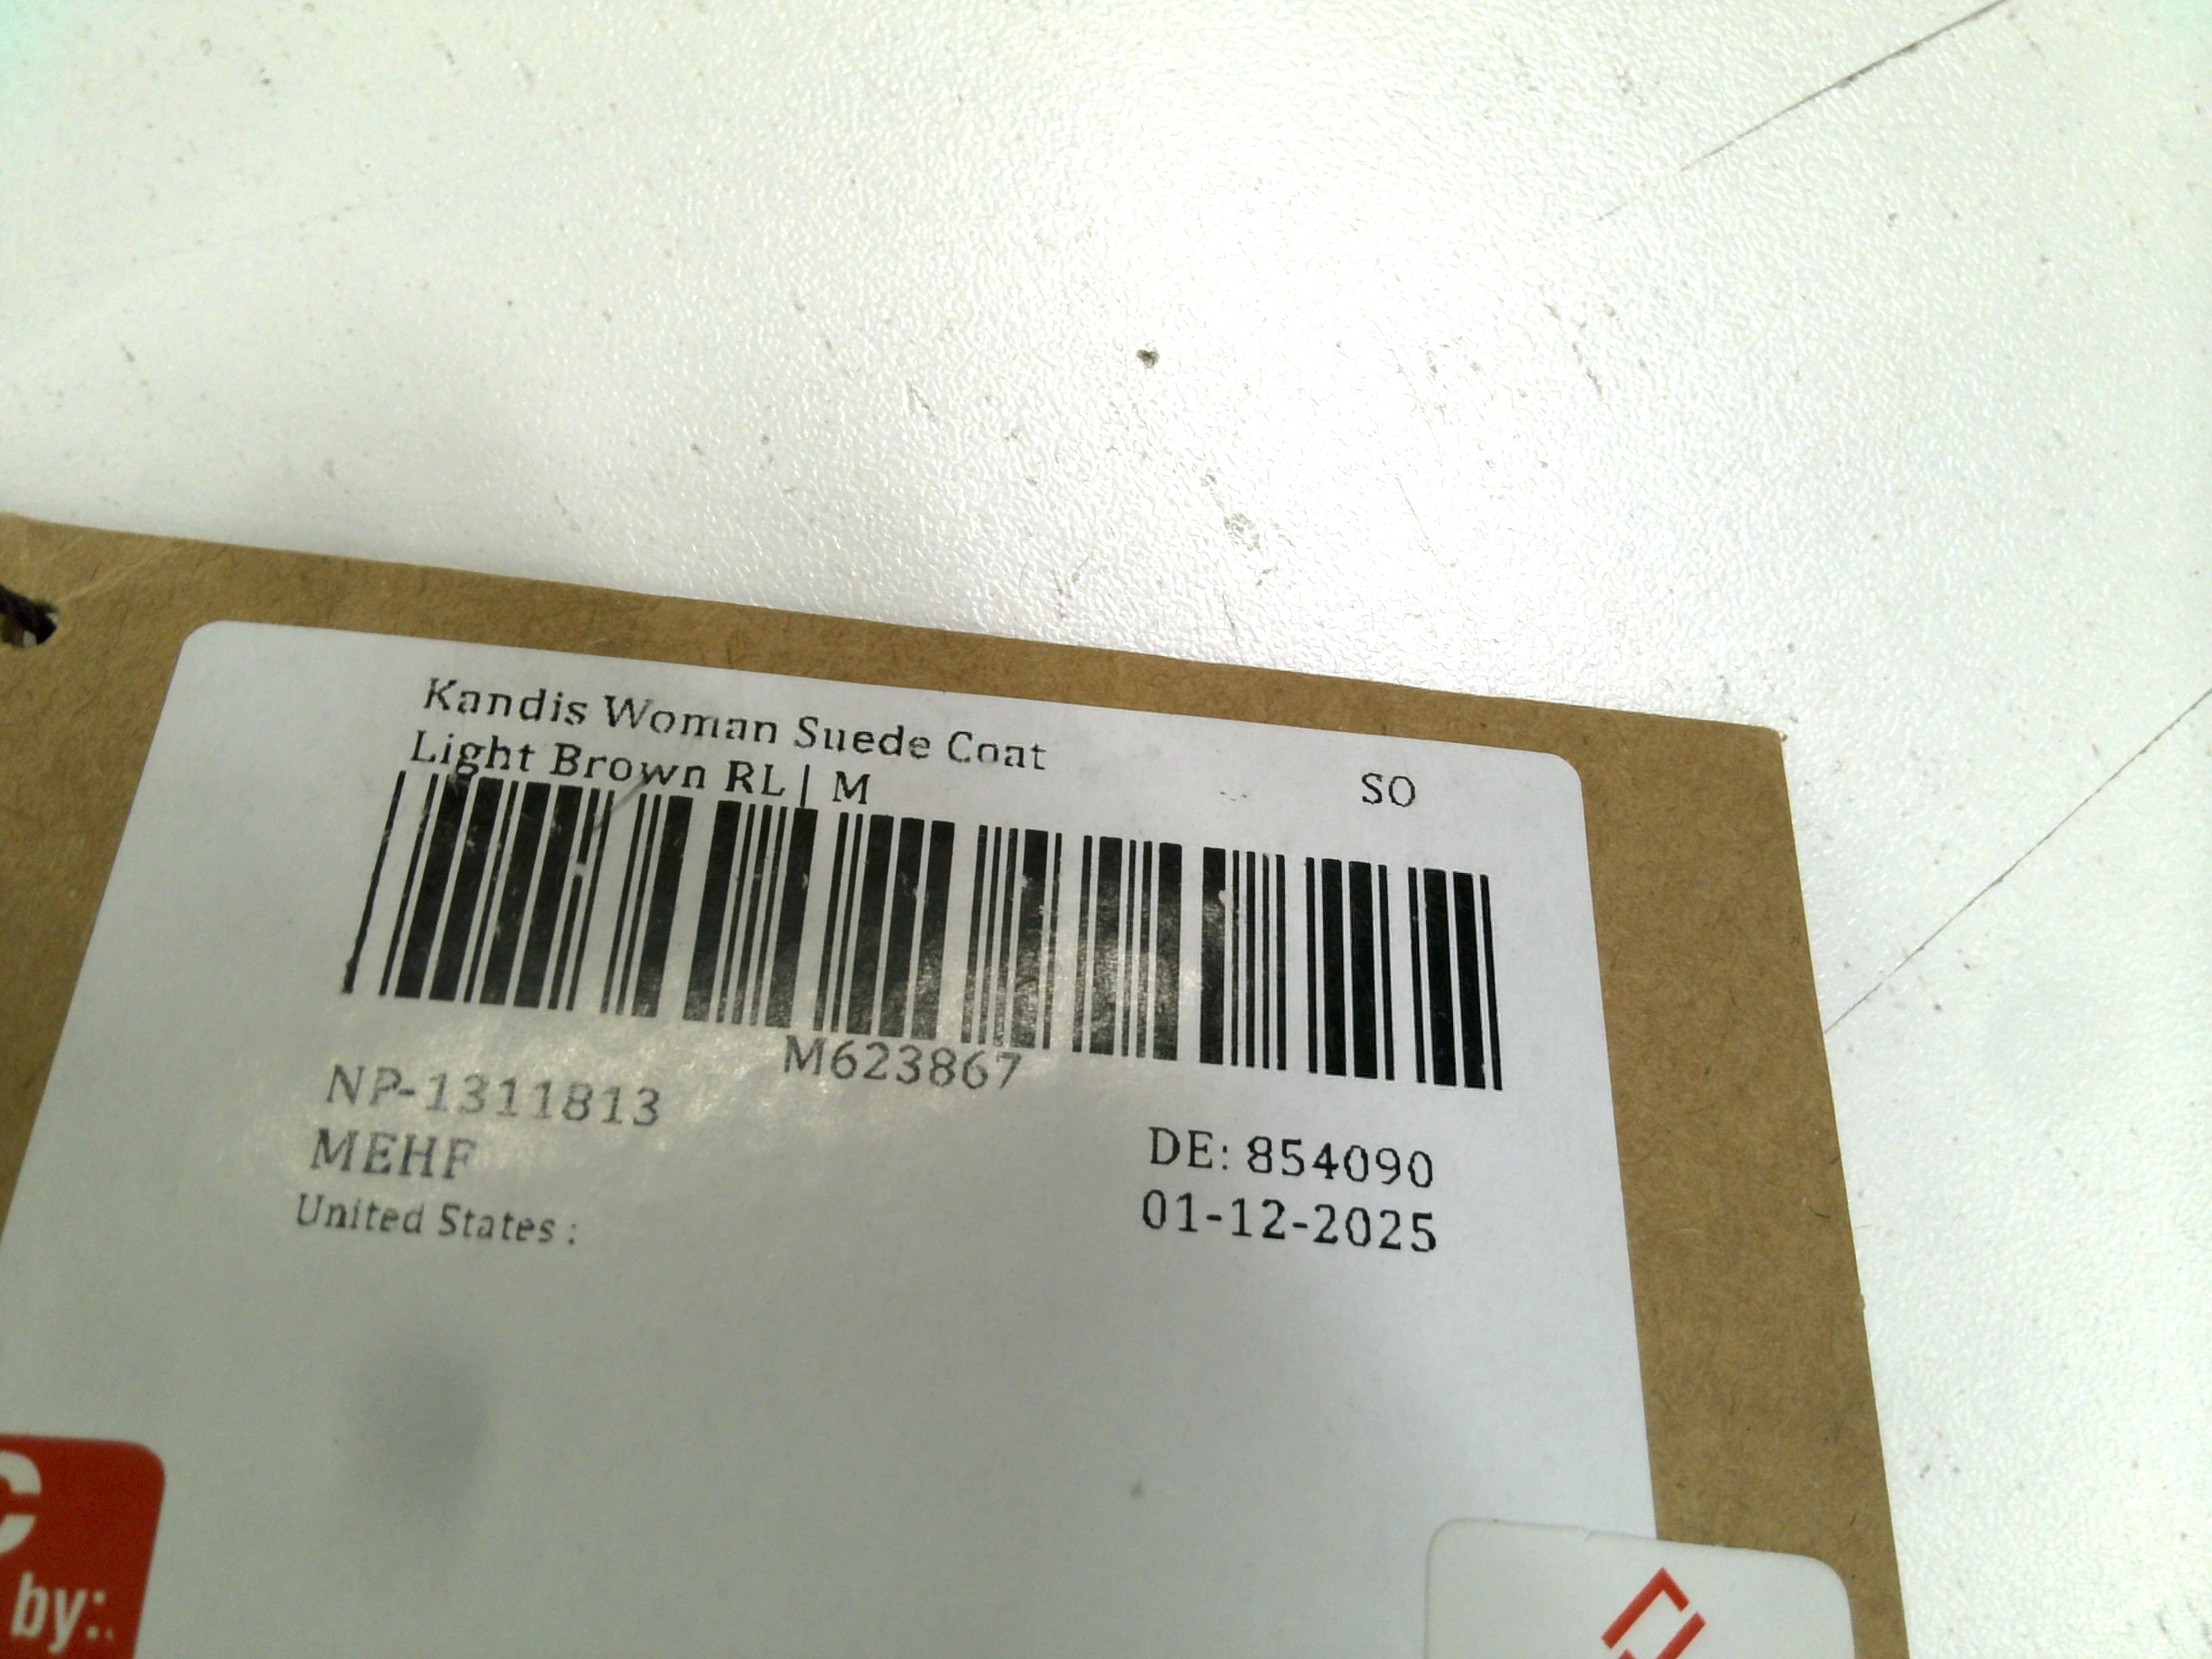 Kandis Woman Suede Coat
Light Brown RL | M
SO
M623867
NP-1311813
MEHF
DE: 854090
United States :
01-12-2025
C
by:.